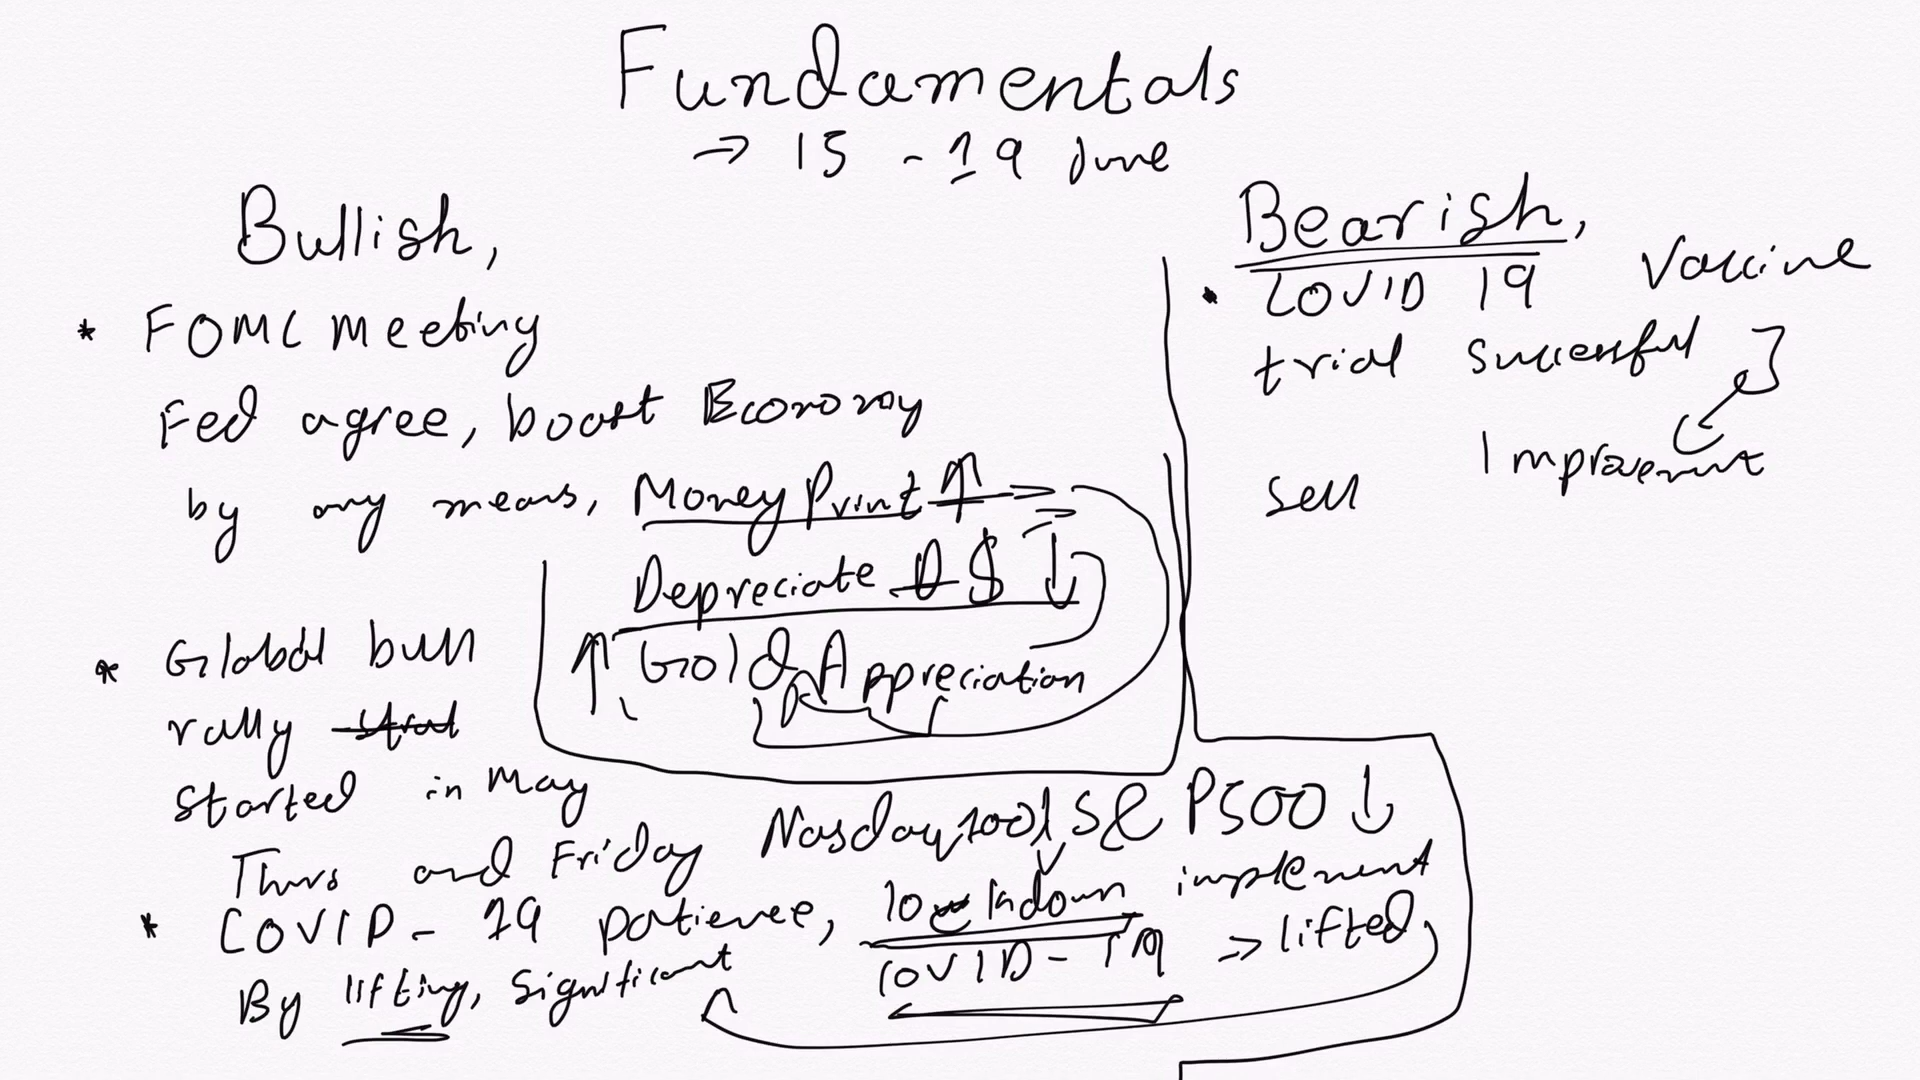 Fundamentals
→ 15 - 19 June
Bullish,
* FOMC Meeting
Fed agree, boost Economy
by any means, Money Print ↑ ⇒
Depreciate $ ↓
↑ Gold Appreciation
* Global bull
rally
Started in May
Thurs and Friday Nasdaq 100 ↓ S&P500 ↓
* COVID-19 patience, lockdown implement
COVID-19 ⇒ lifted
By lifting, significant
Bearish,
• COVID 19 Vaccine
trial successful
Improvement
Sell